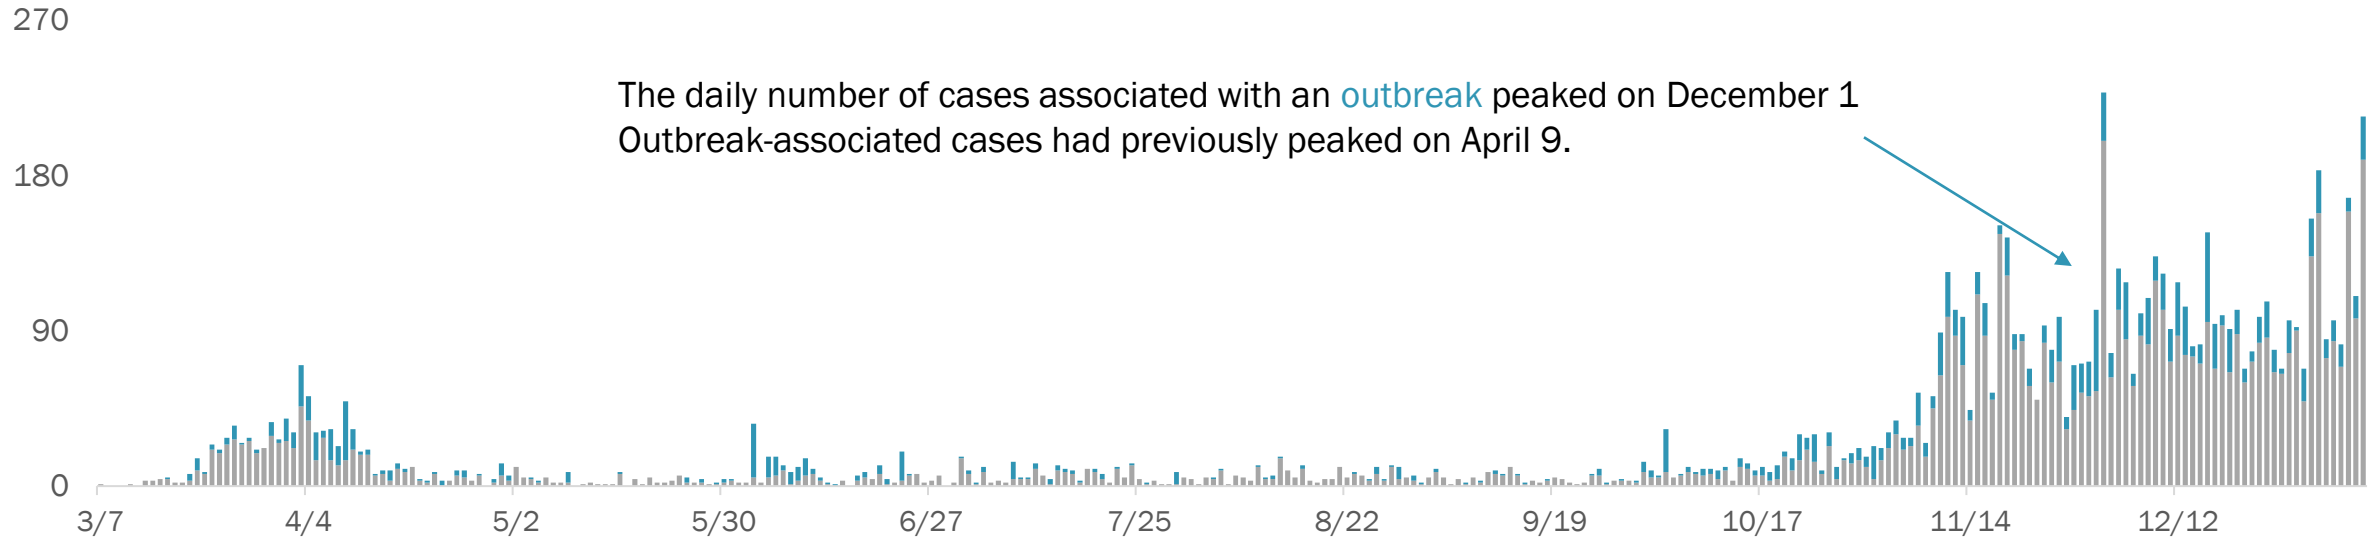 270
The daily number of cases associated with an outbreak peaked on December 1
Outbreak-associated cases had previously peaked on April 9.
180
90
0
3/7 4/4 5/2 5/30 6/27 7/25 8/22 9/19 10/17 11/14 12/12